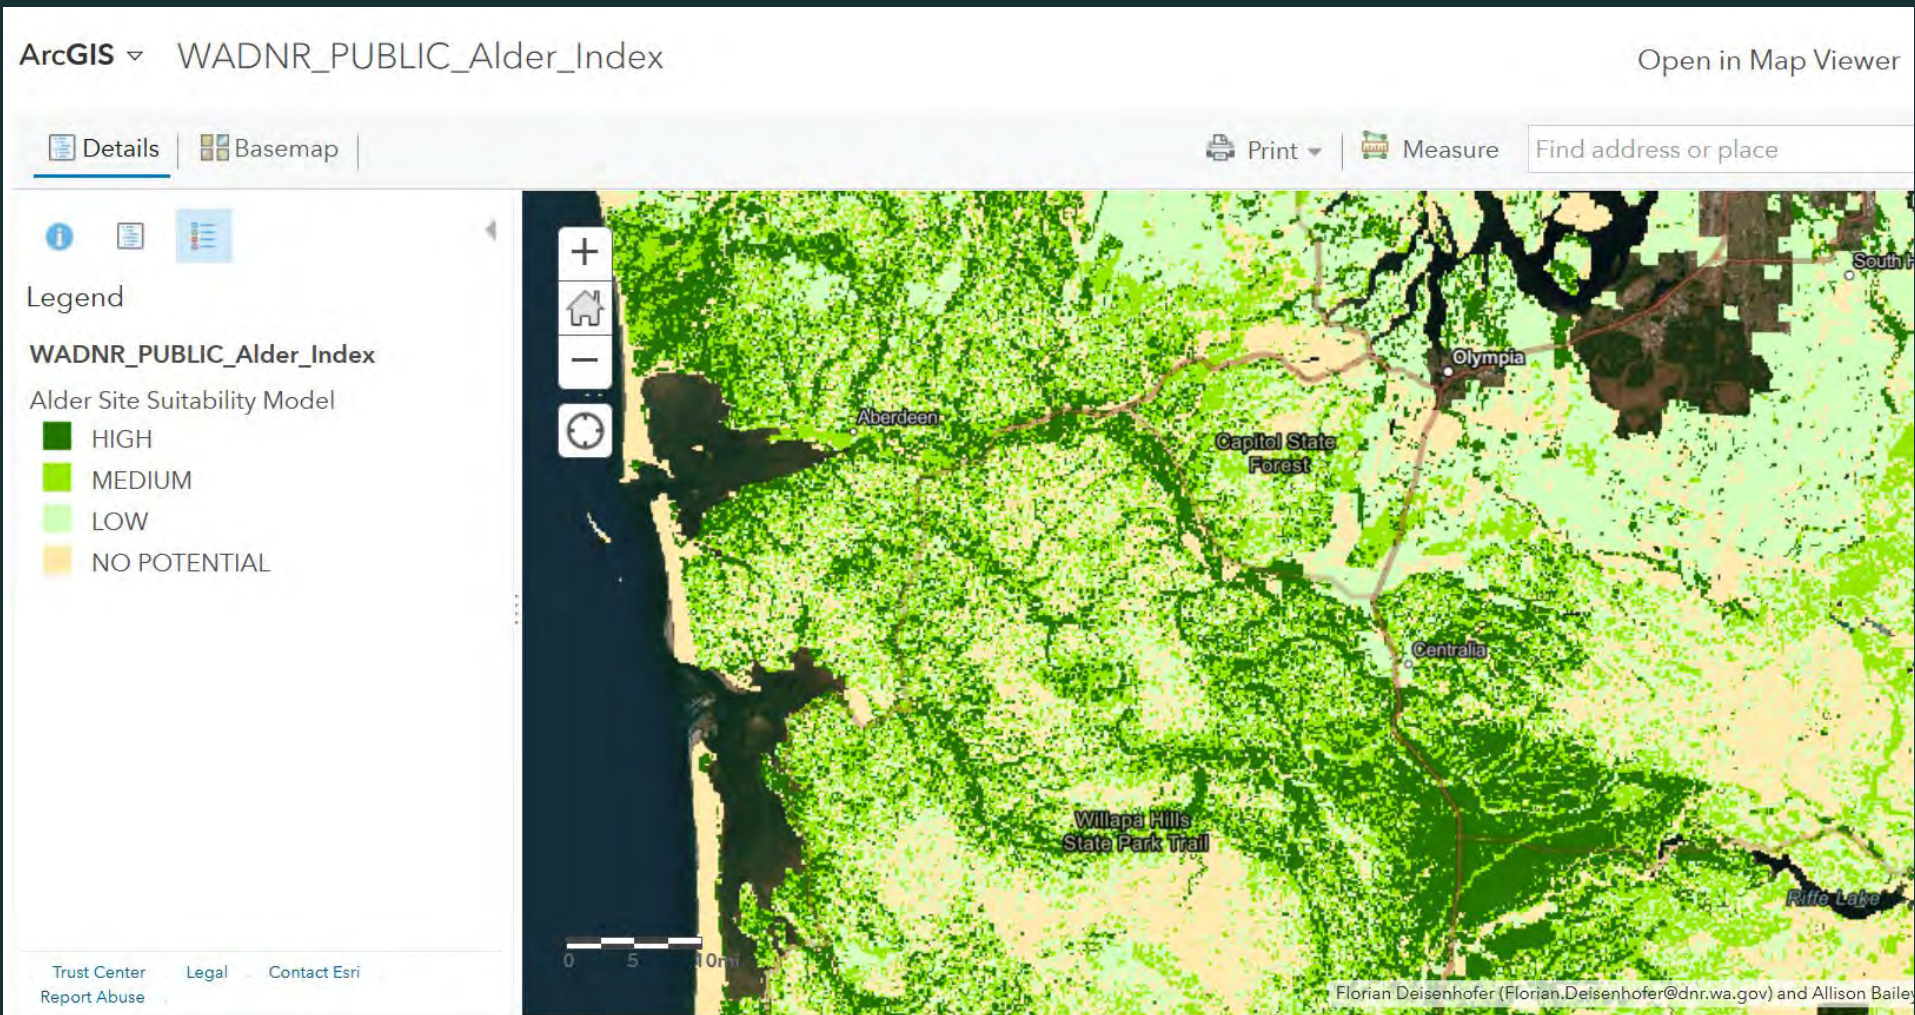 ArcGIS WADNR_PUBLIC_Alder_Index Open in Map Viewer
Details Basemap Print Measure Find address or place
Legend
WADNR_PUBLIC_Alder_Index
Alder Site Suitability Model
HIGH
MEDIUM
LOW
NO POTENTIAL
Trust Center Legal Contact Esri
Report Abuse
South H
Olympia
Aberdeen
Capitol State
Forest
Centralia
Willapa Hills
State Park Trail
Riffe Lake
0 5 10mi
Florian Deisenhofer (Florian.Deisenhofer@dnr.wa.gov) and Allison Bailey